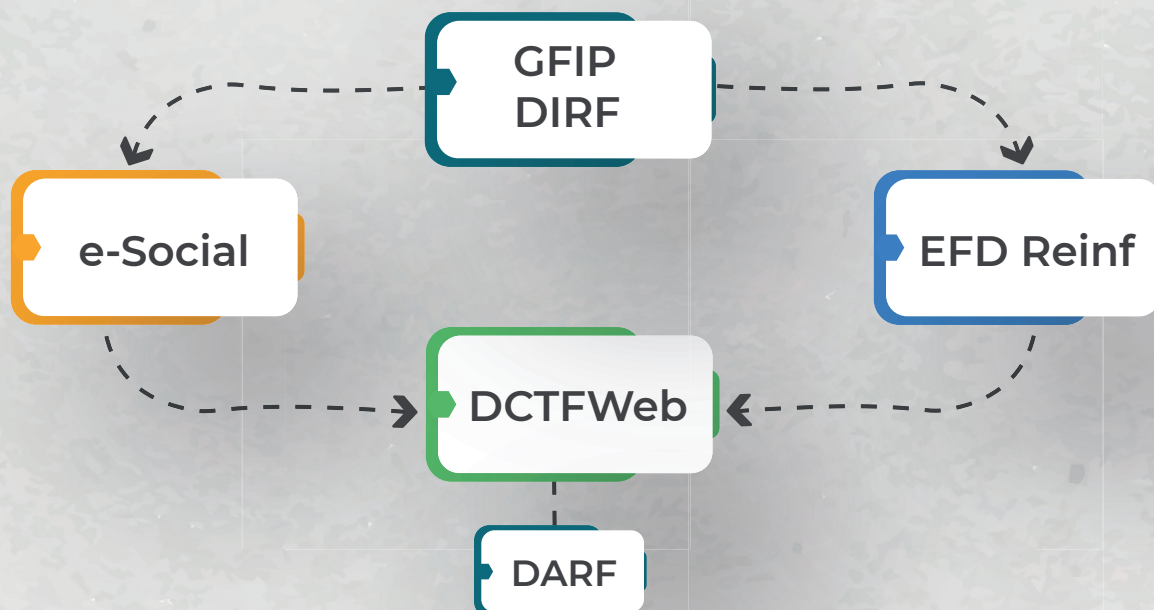 GFIP
DIRF
e-Social
EFD Reinf
DCTFWeb
DARF